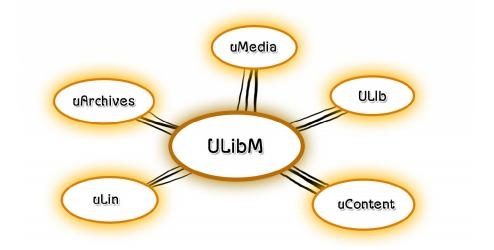 uMedia
uArchives
ULIb
ULibM
uLin
uContent